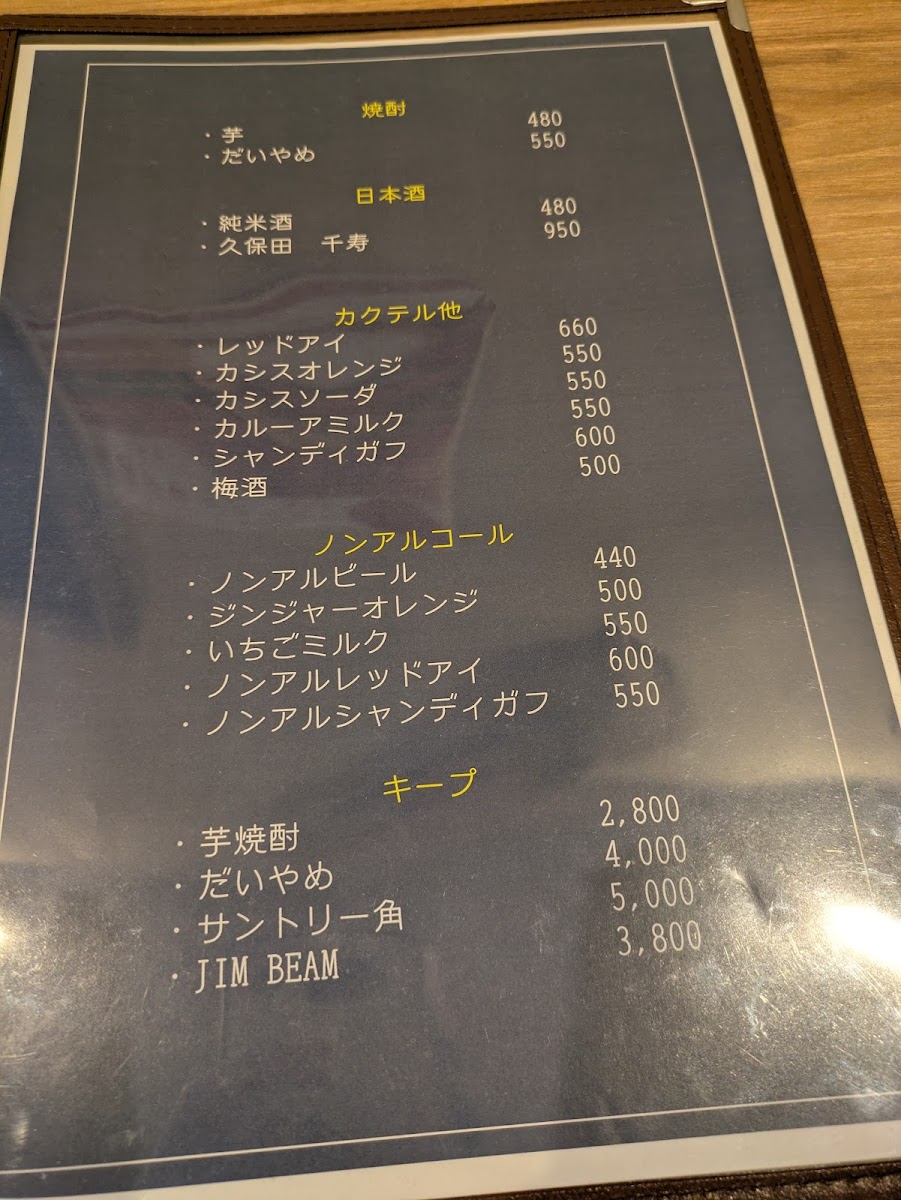 焼酎
・芋 480
・だいやめ 550
日本酒
・純米酒 480
・久保田 千寿 950
カクテル他
・レッドアイ 660
・カシスオレンジ 550
・カシスソーダ 550
・カルーアミルク 550
・シャンディガフ 600
・梅酒 500
ノンアルコール
・ノンアルビール 440
・ジンジャーオレンジ 500
・いちごミルク 550
・ノンアルレッドアイ 600
・ノンアルシャンディガフ 550
キープ
・芋焼酎 2,800
・だいやめ 4,000
・サントリー角 5,000
・JIM BEAM 3,800